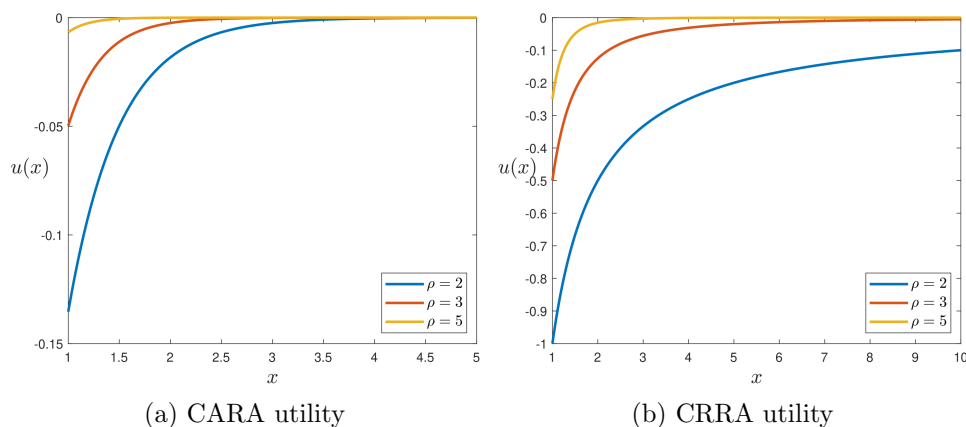 0
-0.05
u(x)
-0.1
-0.15
1 1.5 2 2.5 3 3.5 4 4.5 5
x
ρ = 2
ρ = 3
ρ = 5
(a) CARA utility
0
-0.1
-0.2
-0.3
-0.4
u(x)
-0.5
-0.6
-0.7
-0.8
-0.9
-1
1 2 3 4 5 6 7 8 9 10
x
ρ = 2
ρ = 3
ρ = 5
(b) CRRA utility